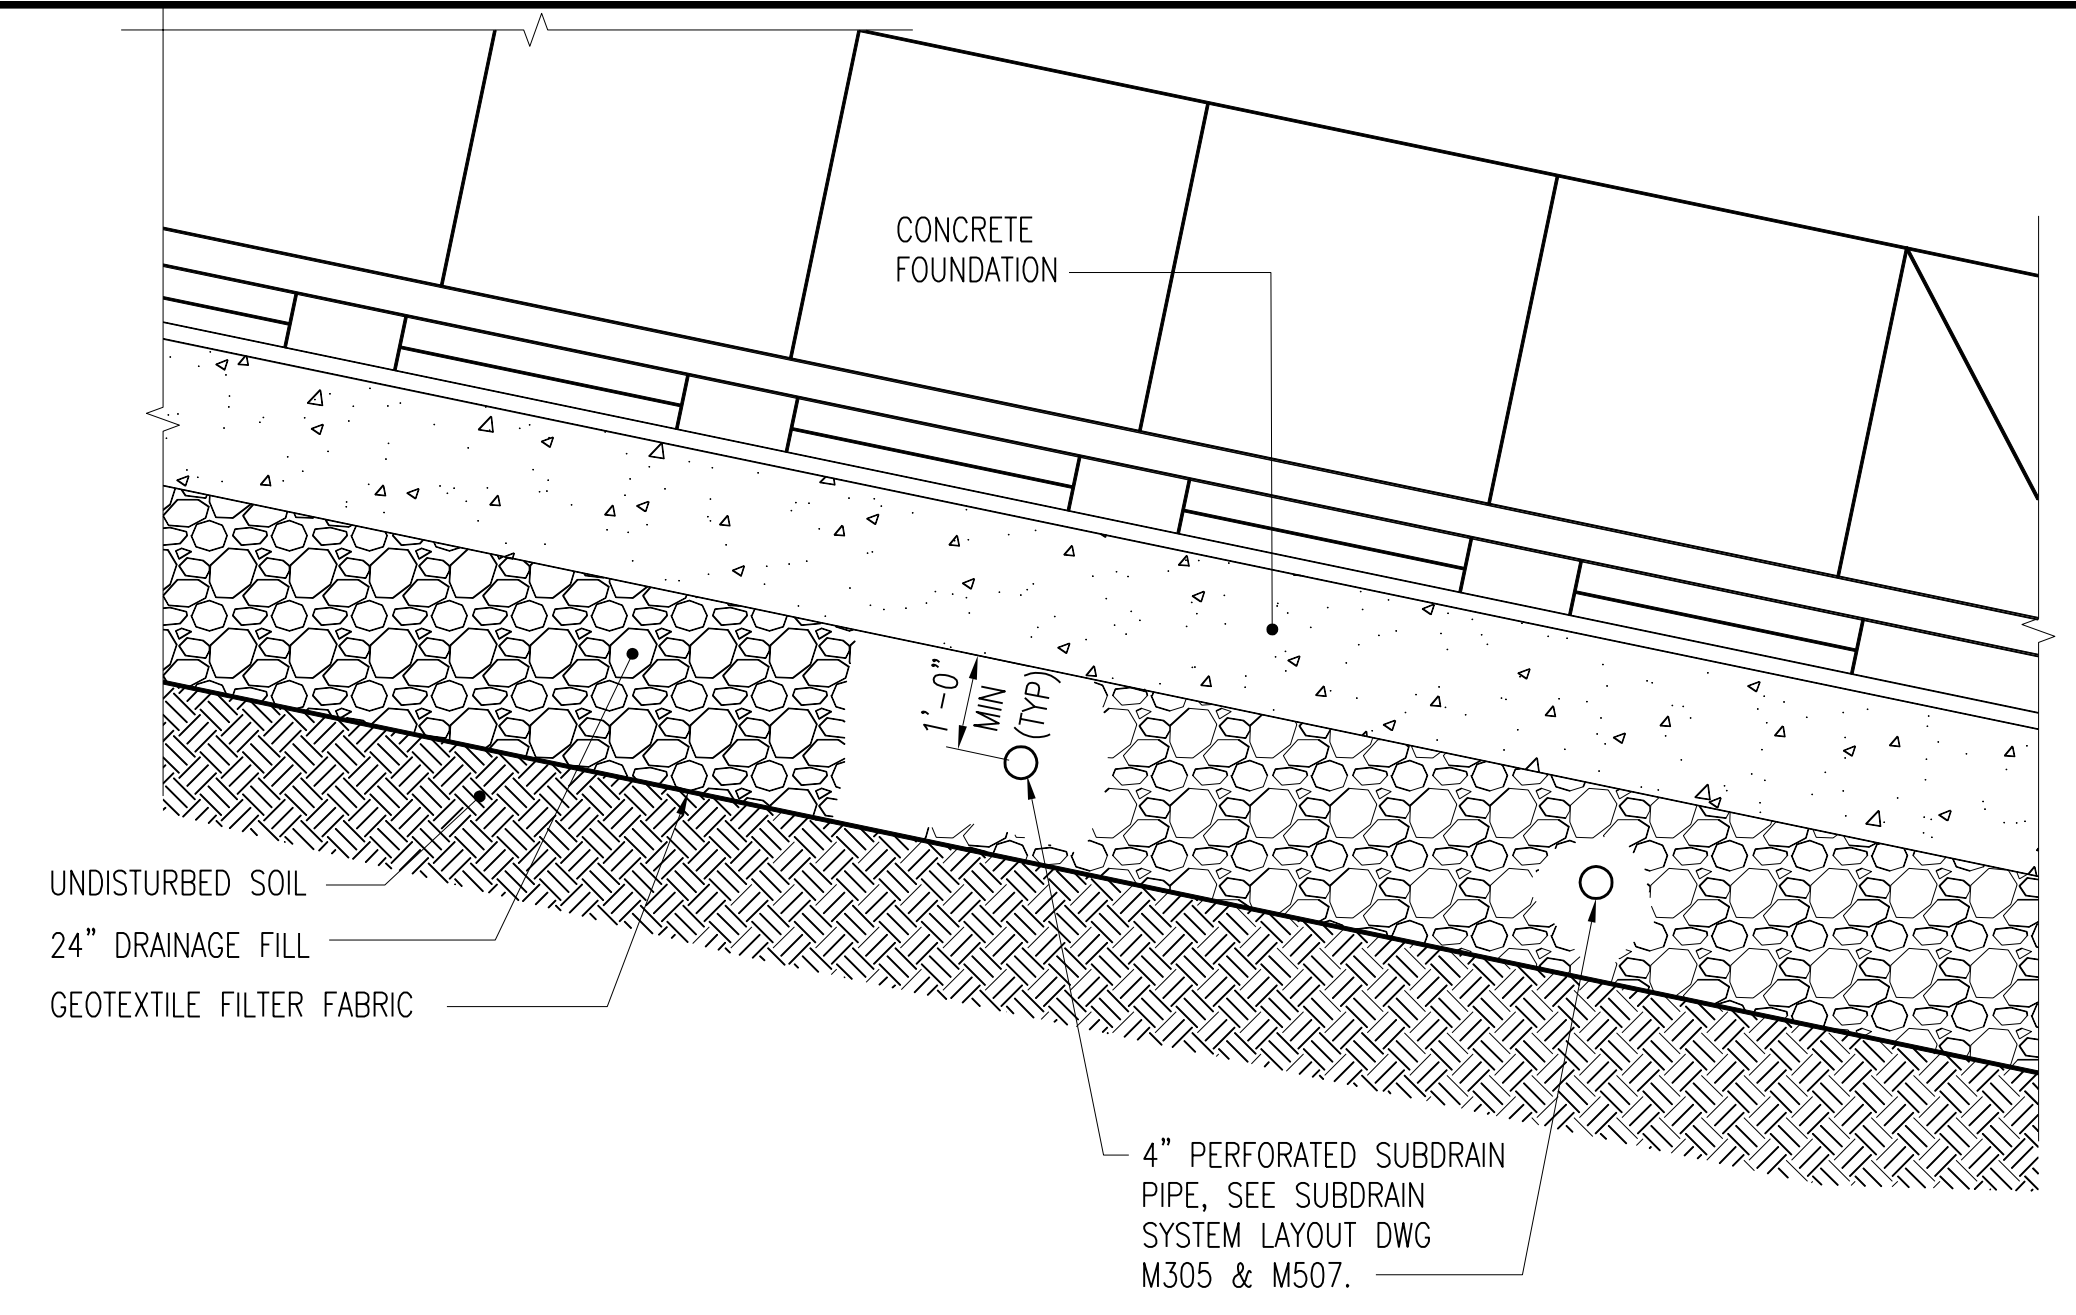 CONCRETE
FOUNDATION
1'-0"
MIN
(TYP)
UNDISTURBED SOIL
24" DRAINAGE FILL
GEOTEXTILE FILTER FABRIC
4" PERFORATED SUBDRAIN
PIPE, SEE SUBDRAIN
SYSTEM LAYOUT DWG
M305 & M507.